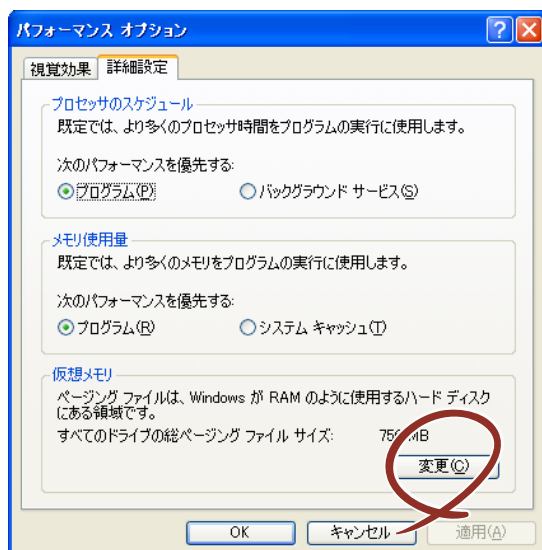 パフォーマンス オプション
視覚効果 詳細設定
プロセッサのスケジュール
既定では、より多くのプロセッサ時間をプログラムの実行に使用します。
次のパフォーマンスを優先する:
プログラム(P) バックグラウンド サービス(S)
メモリ使用量
既定では、より多くのメモリをプログラムの実行に使用します。
次のパフォーマンスを優先する:
プログラム(R) システム キャッシュ(T)
仮想メモリ
ページング ファイルは、Windows が RAM のように使用するハード ディスク
にある領域です。
すべてのドライブの総ページング ファイル サイズ: MB
変更(C)
OK キャンセル 適用(A)